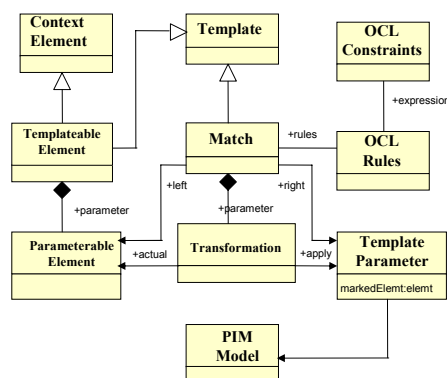 Context
Element
Template
OCL
Constraints
+expression
Templateable
Element
Match
+rules
OCL
Rules
+left
+right
+parameter
+parameter
Parameterable
Element
+actual
Transformation
+apply
Template
Parameter
markedElemt:elemt
PIM
Model